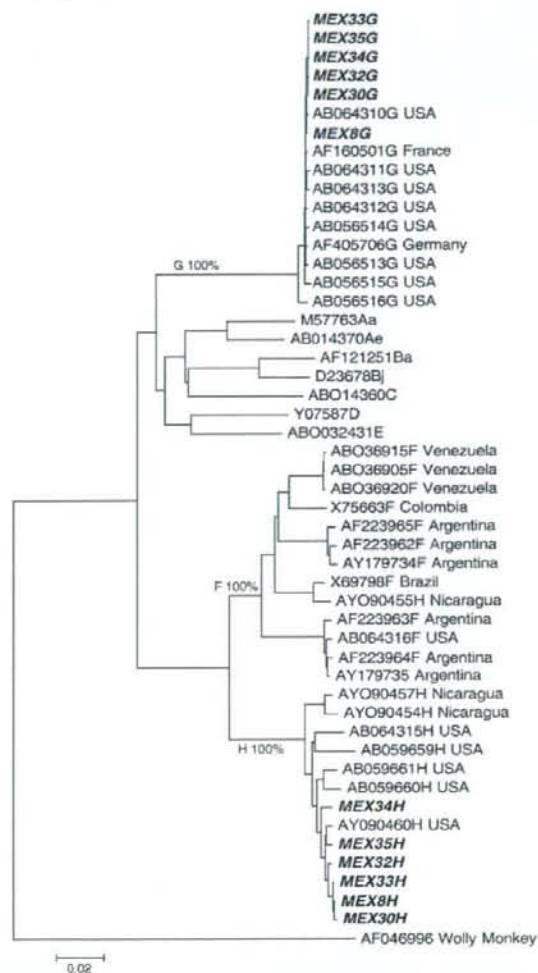 MEX33G
MEX35G
MEX34G
MEX32G
MEX30G
AB064310G USA
MEX8G
AF160501G France
AB064311G USA
AB064313G USA
AB064312G USA
AB056514G USA
AF405706G Germany
AB056513G USA
G 100%
AB056515G USA
AB056516G USA
M57763Aa
AB014370Ae
AF121251Ba
D23678Bj
ABO14360C
Y07587D
ABO032431E
ABO36915F Venezuela
ABO36905F Venezuela
ABO36920F Venezuela
X75663F Colombia
AF223965F Argentina
AF223962F Argentina
AY179734F Argentina
F 100%
X69798F Brazil
AYO90455H Nicaragua
AF223963F Argentina
AB064316F USA
AF223964F Argentina
AY179735 Argentina
AYO90457H Nicaragua
AYO90454H Nicaragua
AB064315H USA
H 100%
AB059659H USA
AB059661H USA
AB059660H USA
MEX34H
AY090460H USA
MEX35H
MEX32H
MEX33H
MEX8H
MEX30H
AF046996 Wolly Monkey
0.02